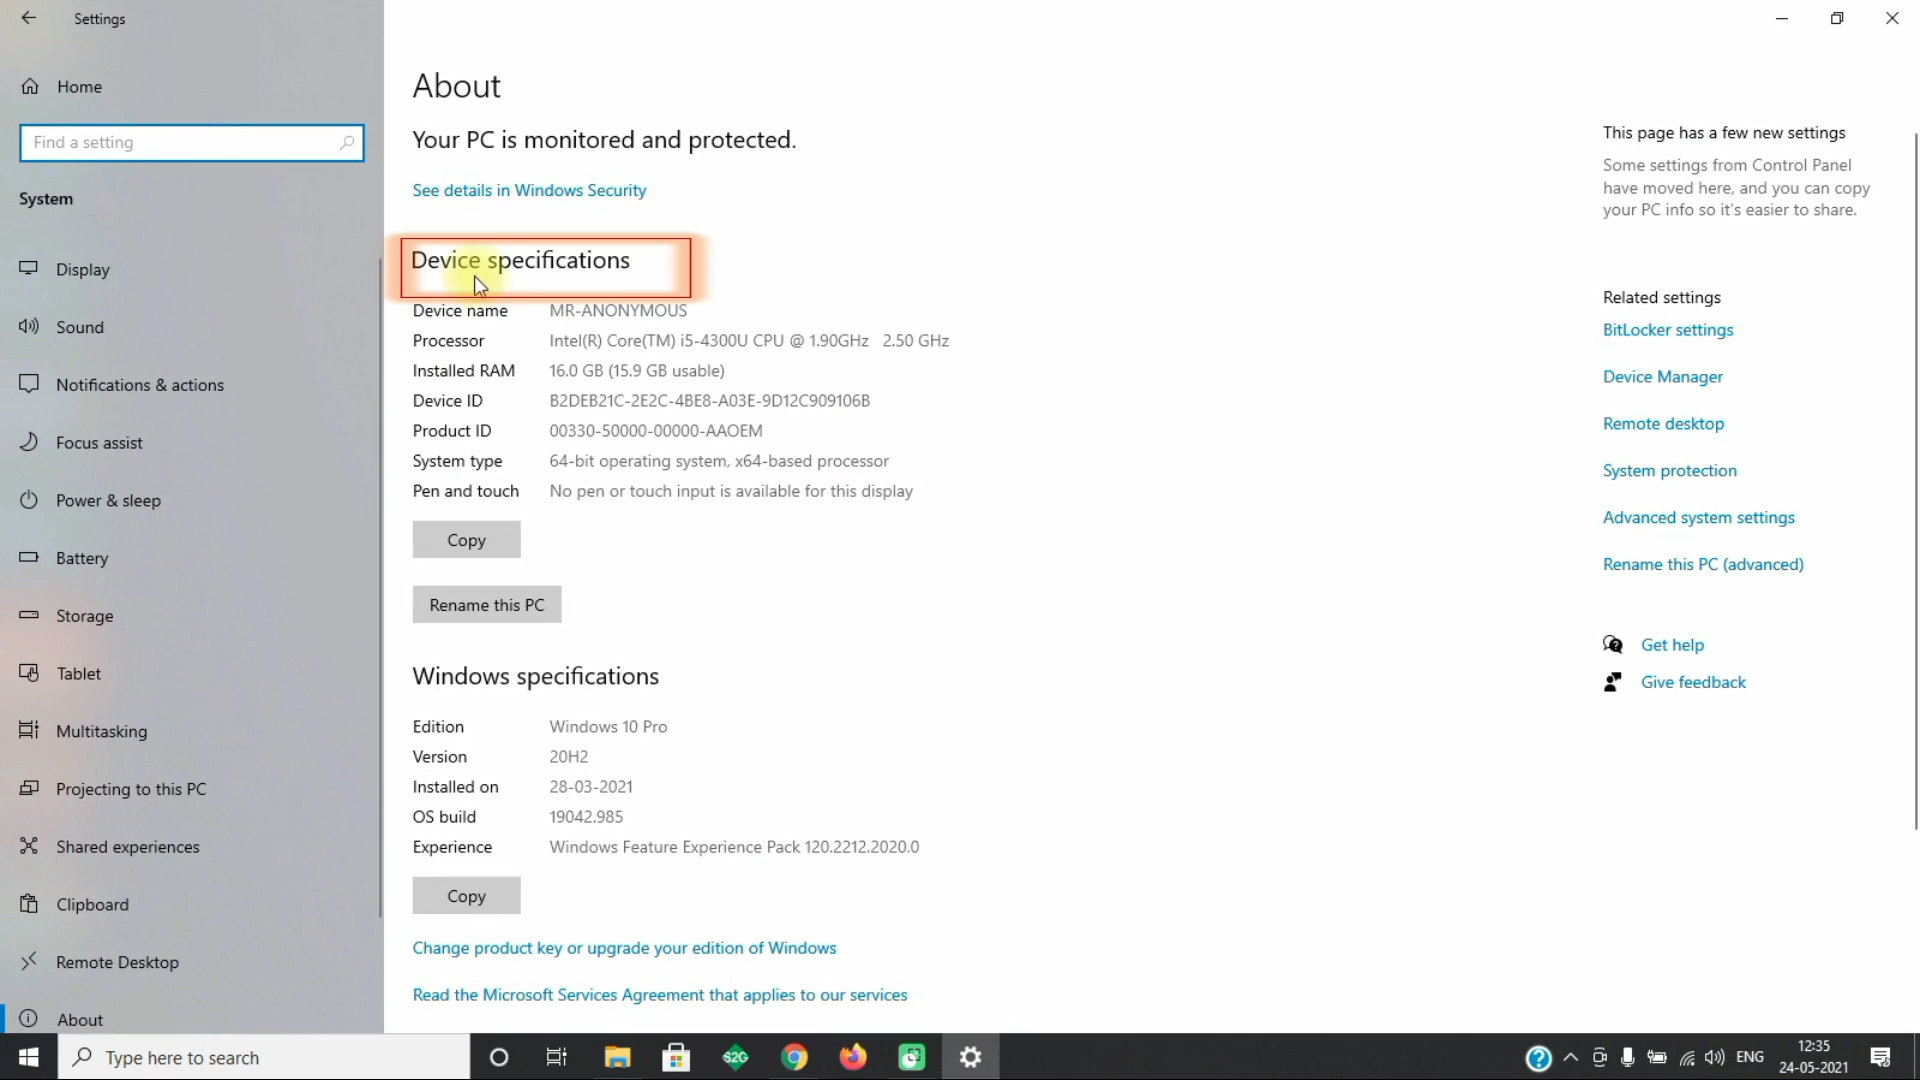 Settings
Home
Find a setting
System
Display
Sound
Notifications & actions
Focus assist
Power & sleep
Battery
Storage
Tablet
Multitasking
Projecting to this PC
Shared experiences
Clipboard
Remote Desktop
About
About
Your PC is monitored and protected.
See details in Windows Security
Device specifications
Device name MR-ANONYMOUS
Processor Intel(R) Core(TM) i5-4300U CPU @ 1.90GHz 2.50 GHz
Installed RAM 16.0 GB (15.9 GB usable)
Device ID B2DEB21C-2E2C-4BE8-A03E-9D12C909106B
Product ID 00330-50000-00000-AAOEM
System type 64-bit operating system, x64-based processor
Pen and touch No pen or touch input is available for this display
Copy
Rename this PC
Windows specifications
Edition Windows 10 Pro
Version 20H2
Installed on 28-03-2021
OS build 19042.985
Experience Windows Feature Experience Pack 120.2212.2020.0
Copy
Change product key or upgrade your edition of Windows
Read the Microsoft Services Agreement that applies to our services
This page has a few new settings
Some settings from Control Panel
have moved here, and you can copy
your PC info so it's easier to share.
Related settings
BitLocker settings
Device Manager
Remote desktop
System protection
Advanced system settings
Rename this PC (advanced)
Get help
Give feedback
Type here to search
S2G
ENG
12:35
24-05-2021